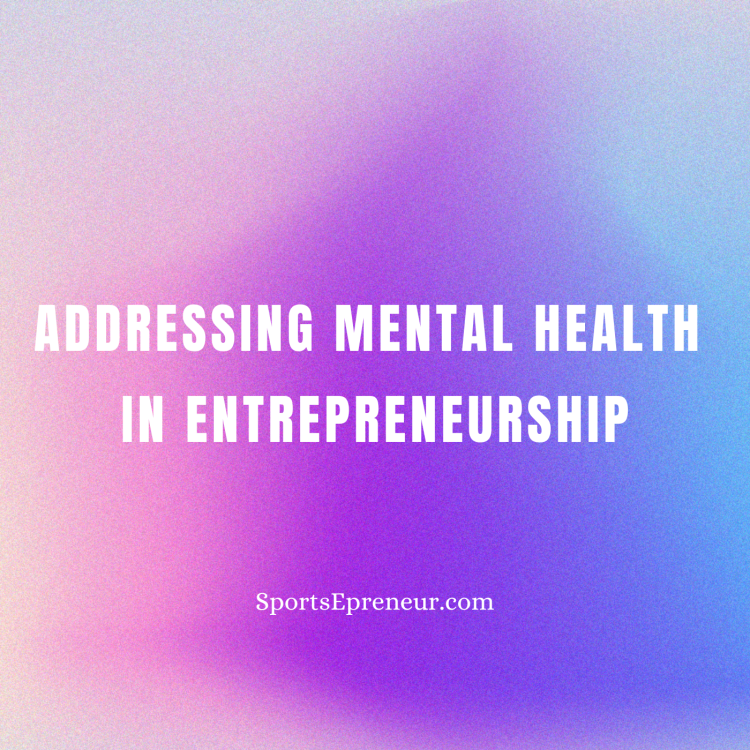 ADDRESSING MENTAL HEALTH
IN ENTREPRENEURSHIP
SportsEpreneur.com